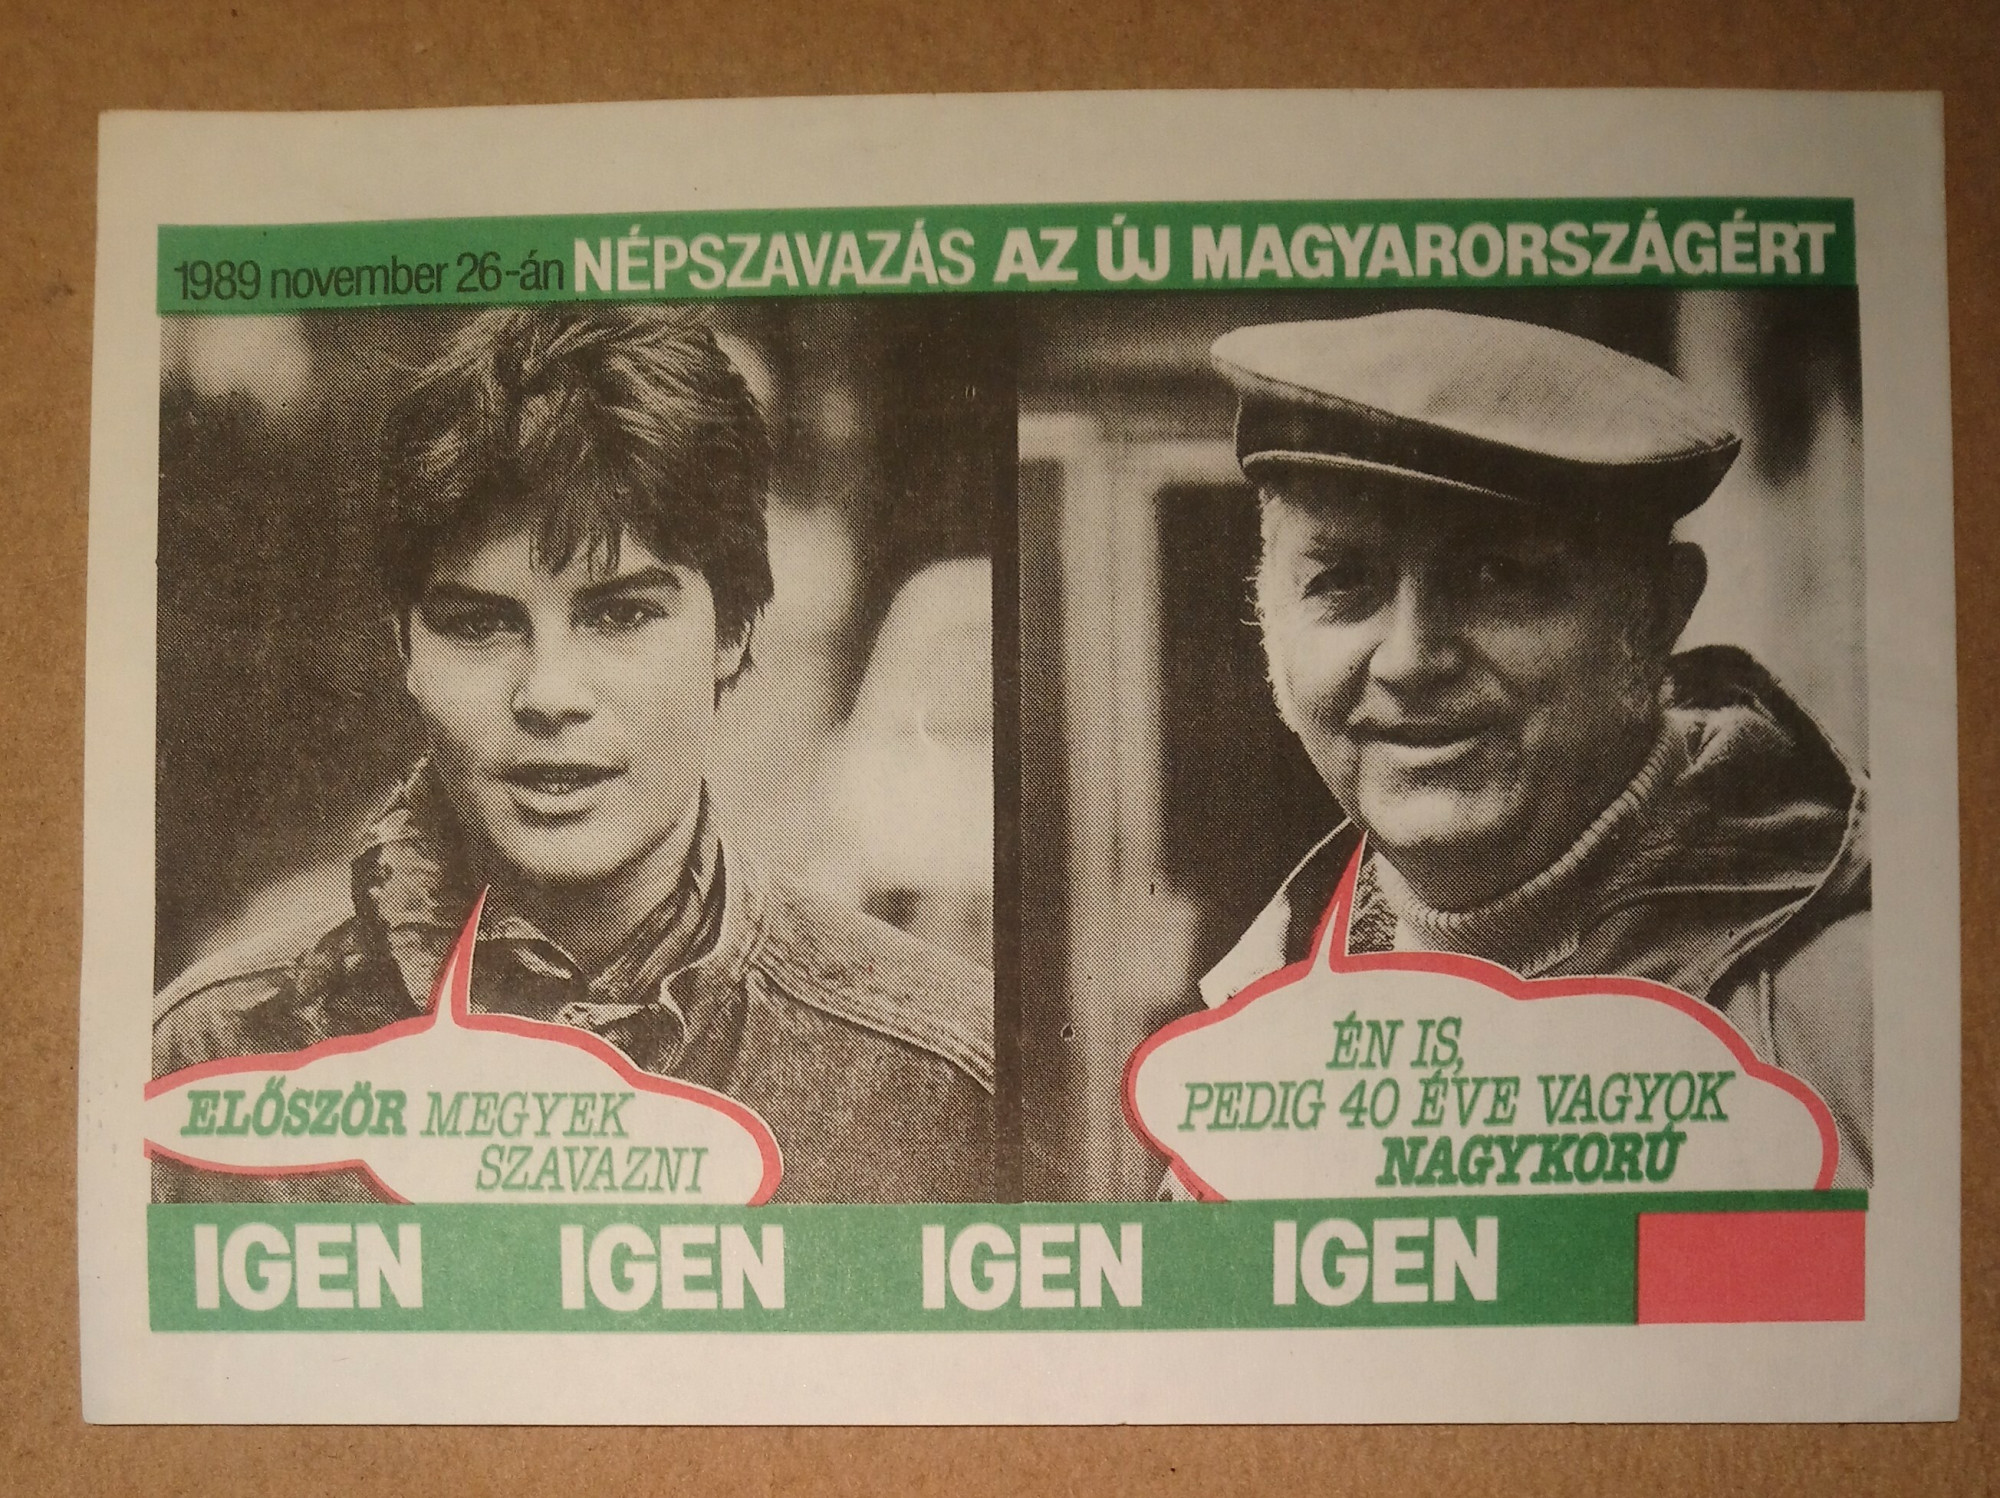 1989 november 26-án NÉPSZAVAZÁS AZ ÚJ MAGYARORSZÁGÉRT
ELŐSZÖR MEGYEK
SZAVAZNI
ÉN IS,
PEDIG 40 ÉVE VAGYOK
NAGYKORÚ
IGEN IGEN IGEN IGEN